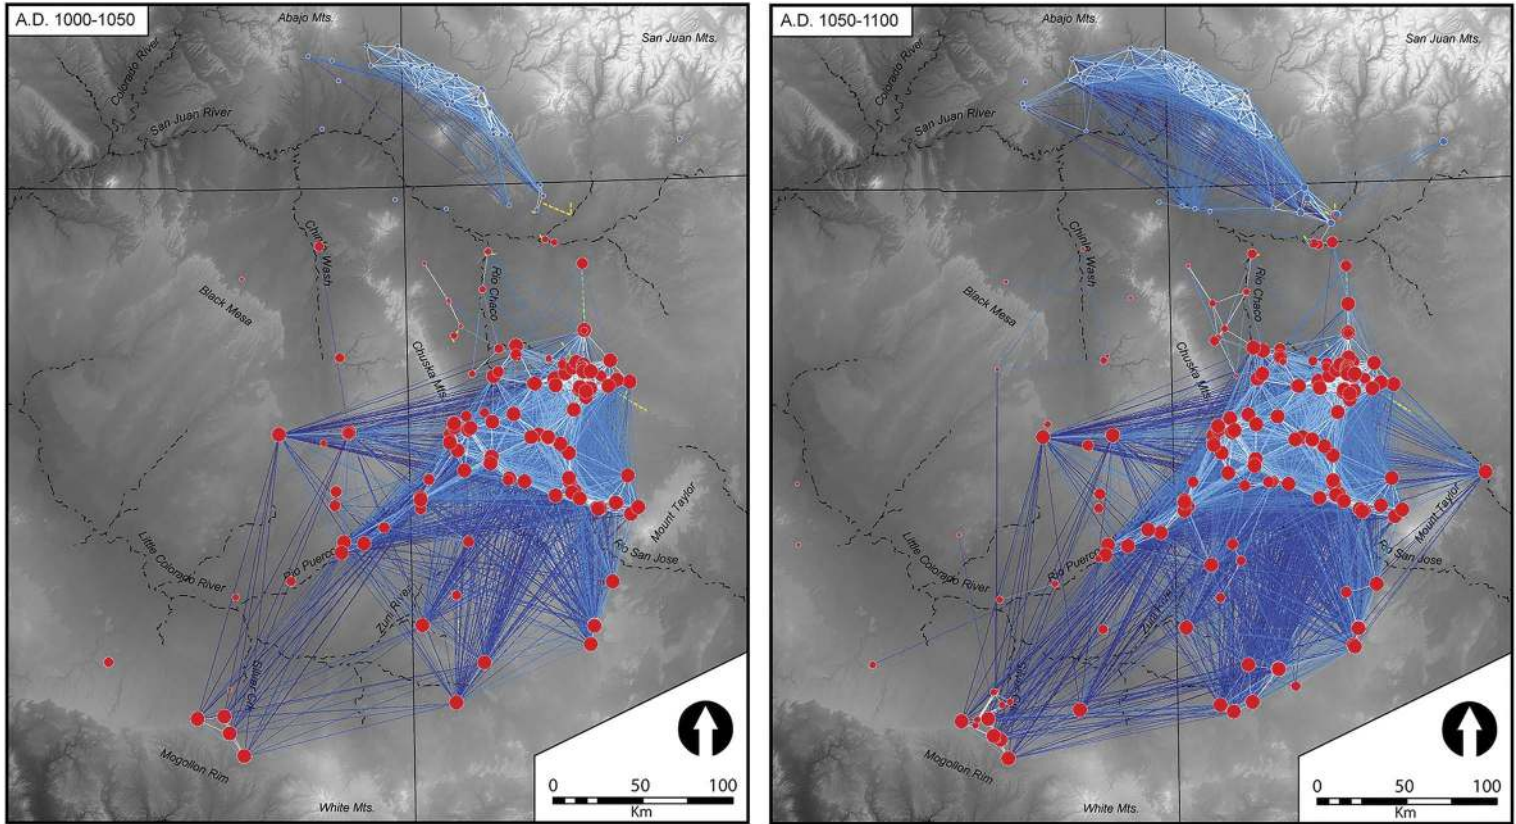 A.D. 1000-1050
Abajo Mts.
San Juan Mts.
Colorado River
San Juan River
Chinle Wash
Rio Chaco
Black Mesa
Chuska Mts.
Mount Taylor
Little Colorado River
Rio Puerco
Rio San Jose
Zuni River
Silver Crk.
Mogollon Rim
White Mts.
0 50 100
Km
A.D. 1050-1100
Abajo Mts.
San Juan Mts.
Colorado River
San Juan River
Chinle Wash
Rio Chaco
Black Mesa
Chuska Mts.
Mount Taylor
Little Colorado River
Rio Puerco
Rio San Jose
Zuni River
Mogollon Rim
White Mts.
0 50 100
Km